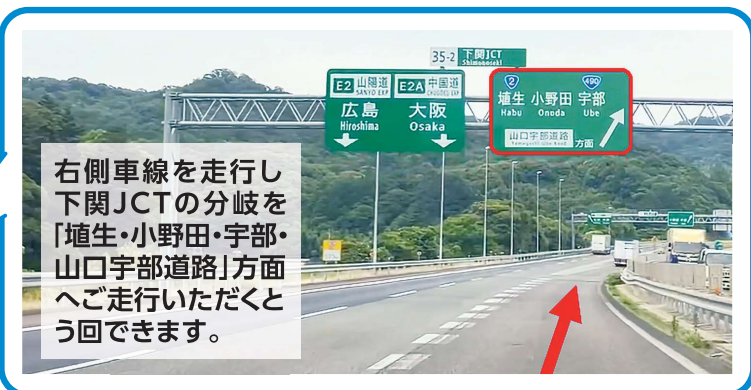 35-2 下関JCT
Shimonoseki
E2 山陽道
SANYO EXP
E2A 中国道
CHUGOKU EXP
広島 大阪
Hiroshima Osaka
2 490
埴生 小野田 宇部
Habu Onoda Ube
山口宇部道路
Yamaguchi Ube Road
方面
右側車線を走行し
下関JCTの分岐を
｢埴生・小野田・宇部・
山口宇部道路｣方面
へご走行いただくと
う回できます。